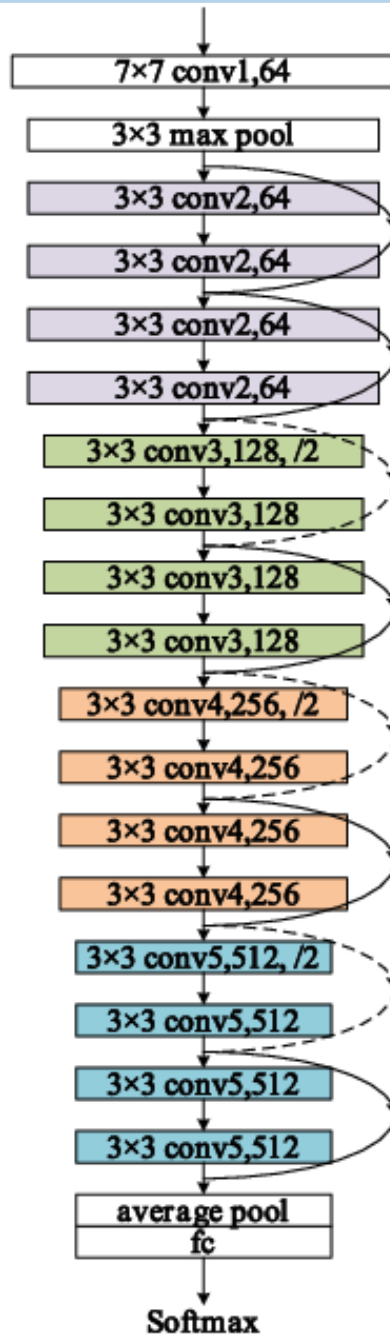 7×7 conv1,64
3×3 max pool
3×3 conv2,64
3×3 conv2,64
3×3 conv2,64
3×3 conv2,64
3×3 conv3,128, /2
3×3 conv3,128
3×3 conv3,128
3×3 conv3,128
3×3 conv4,256, /2
3×3 conv4,256
3×3 conv4,256
3×3 conv4,256
3×3 conv5,512, /2
3×3 conv5,512
3×3 conv5,512
3×3 conv5,512
average pool
fc
Softmax